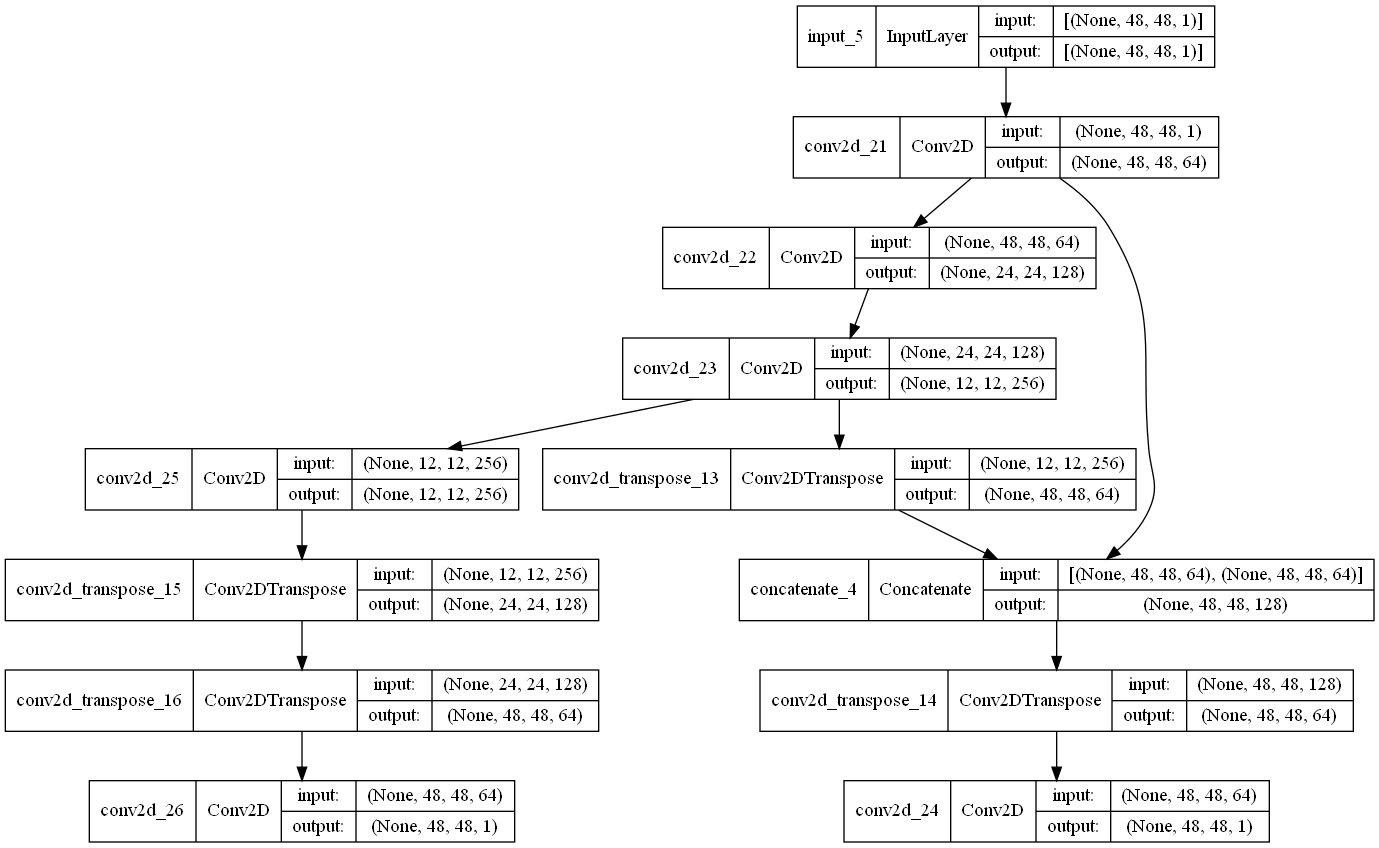 input_5 InputLayer input: [(None, 48, 48, 1)]
output: [(None, 48, 48, 1)]
conv2d_21 Conv2D input: (None, 48, 48, 1)
output: (None, 48, 48, 64)
conv2d_22 Conv2D input: (None, 48, 48, 64)
output: (None, 24, 24, 128)
conv2d_23 Conv2D input: (None, 24, 24, 128)
output: (None, 12, 12, 256)
conv2d_25 Conv2D input: (None, 12, 12, 256)
output: (None, 12, 12, 256)
conv2d_transpose_13 Conv2DTranspose input: (None, 12, 12, 256)
output: (None, 48, 48, 64)
conv2d_transpose_15 Conv2DTranspose input: (None, 12, 12, 256)
output: (None, 24, 24, 128)
concatenate_4 Concatenate input: [(None, 48, 48, 64), (None, 48, 48, 64)]
output: (None, 48, 48, 128)
conv2d_transpose_16 Conv2DTranspose input: (None, 24, 24, 128)
output: (None, 48, 48, 64)
conv2d_transpose_14 Conv2DTranspose input: (None, 48, 48, 128)
output: (None, 48, 48, 64)
conv2d_26 Conv2D input: (None, 48, 48, 64)
output: (None, 48, 48, 1)
conv2d_24 Conv2D input: (None, 48, 48, 64)
output: (None, 48, 48, 1)